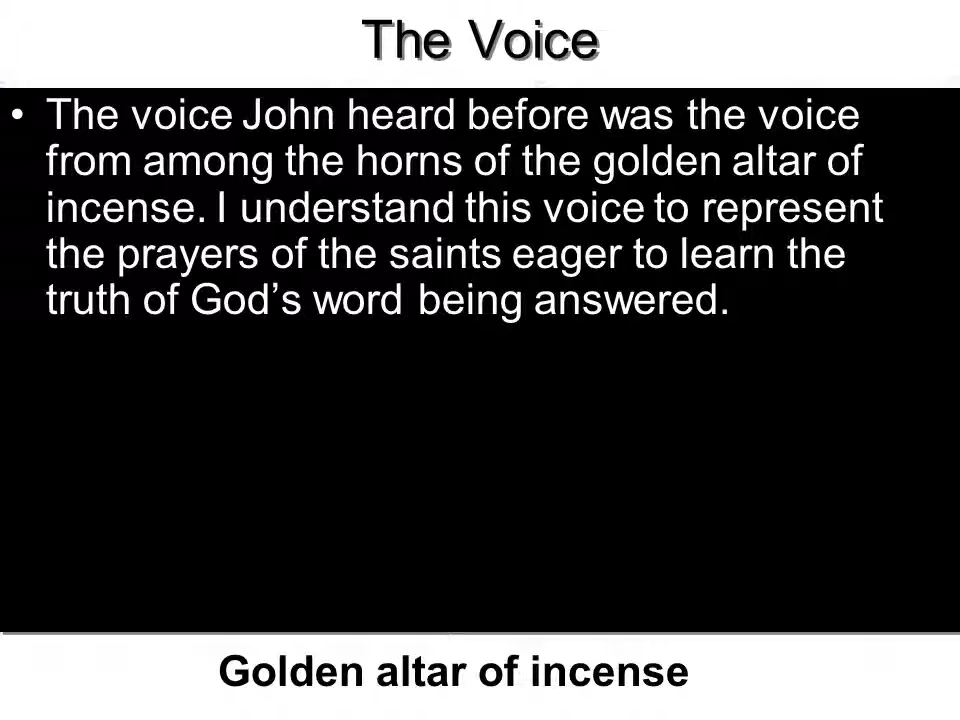 The Voice
• The voice John heard before was the voice
from among the horns of the golden altar of
incense. I understand this voice to represent
the prayers of the saints eager to learn the
truth of God’s word being answered.
Golden altar of incense